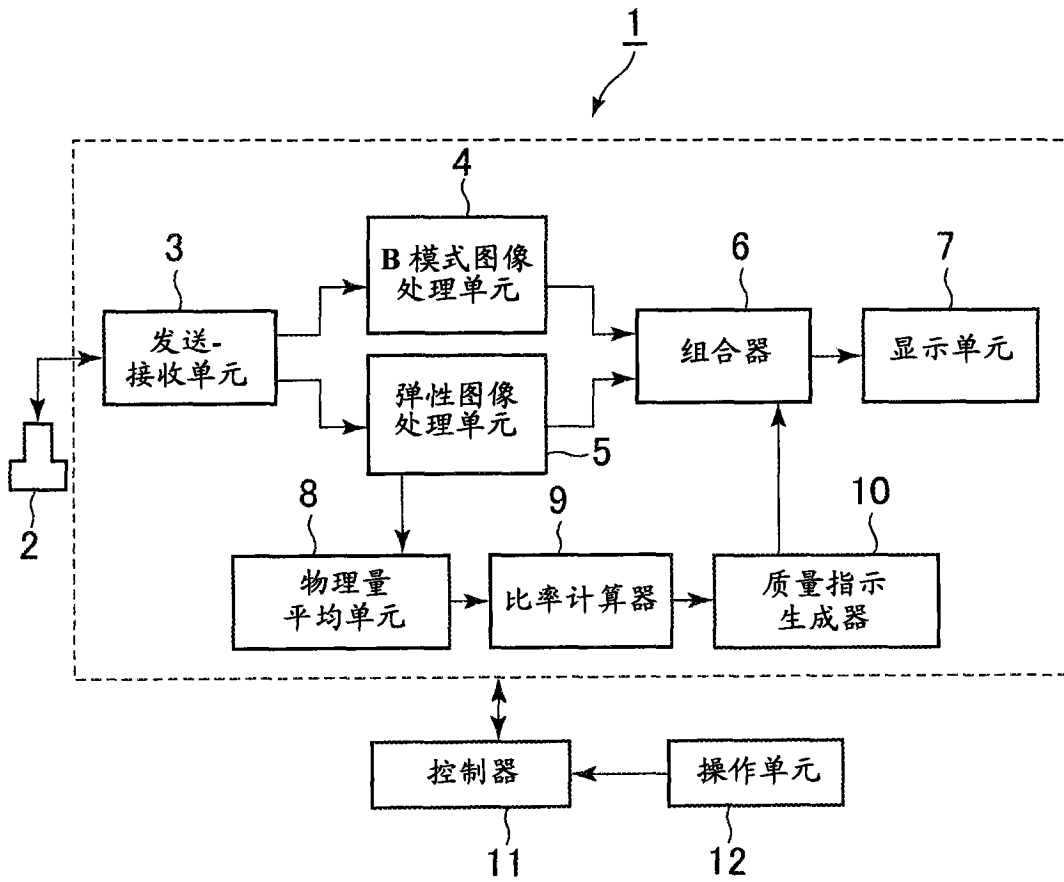 1
4
B 模式图像
处理单元
3
发送-
接收单元
6
组合器
7
显示单元
弹性图像
处理单元
5
2
8
物理量
平均单元
9
比率计算器
10
质量指示
生成器
控制器
11
操作单元
12